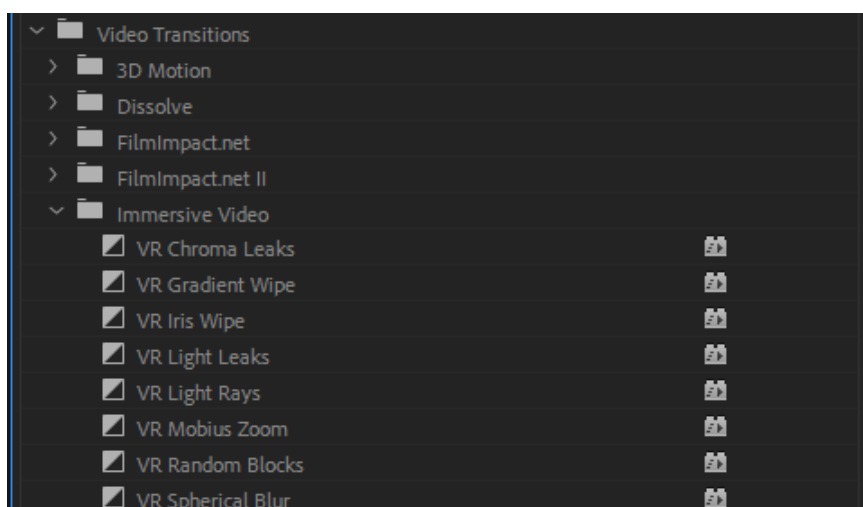 Video Transitions
3D Motion
Dissolve
FilmImpact.net
FilmImpact.net II
Immersive Video
VR Chroma Leaks
VR Gradient Wipe
VR Iris Wipe
VR Light Leaks
VR Light Rays
VR Mobius Zoom
VR Random Blocks
VR Spherical Blur